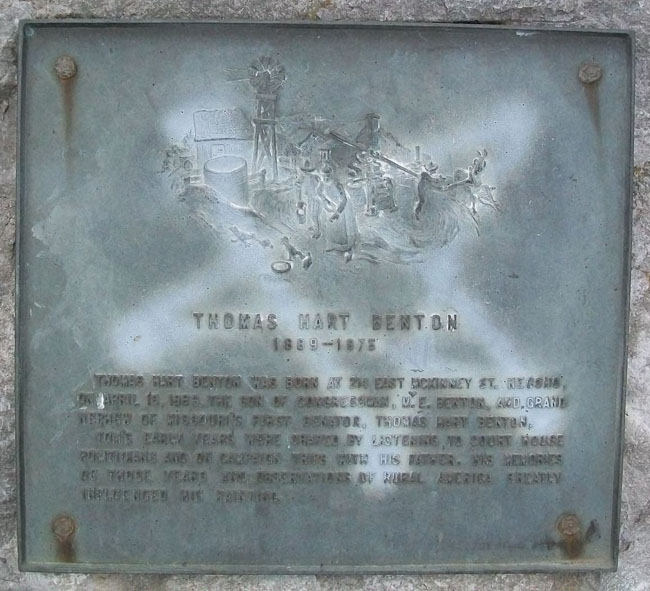 THOMAS HART BENTON
1889-1975
THOMAS HART BENTON WAS BORN AT EAST MCKINNEY ST. NEOSHO,
ON APRIL 15, 1889, THE SON OF CONGRESSMAN, M. E. BENTON, AND GRAND
NEPHEW OF MISSOURI'S FIRST SENATOR, THOMAS HART BENTON.
TOM'S EARLY YEARS WERE SHAPED BY LISTENING TO COURT HOUSE
POLITICIANS AND ON CAMPAIGN TRIPS WITH HIS FATHER. HIS MEMORIES
OF THOSE YEARS AND OBSERVATIONS OF RURAL AMERICA GREATLY
INFLUENCED HIS PAINTING.